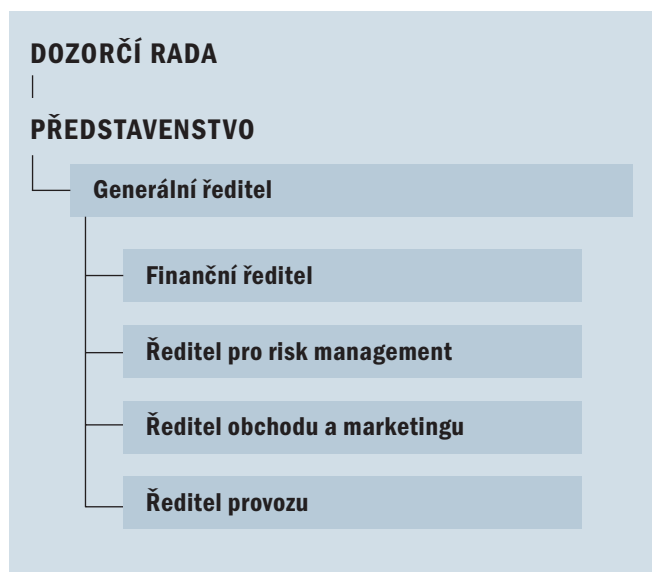 DOZORČÍ RADA
PŘEDSTAVENSTVO
Generální ředitel
Finanční ředitel
Ředitel pro risk management
Ředitel obchodu a marketingu
Ředitel provozu